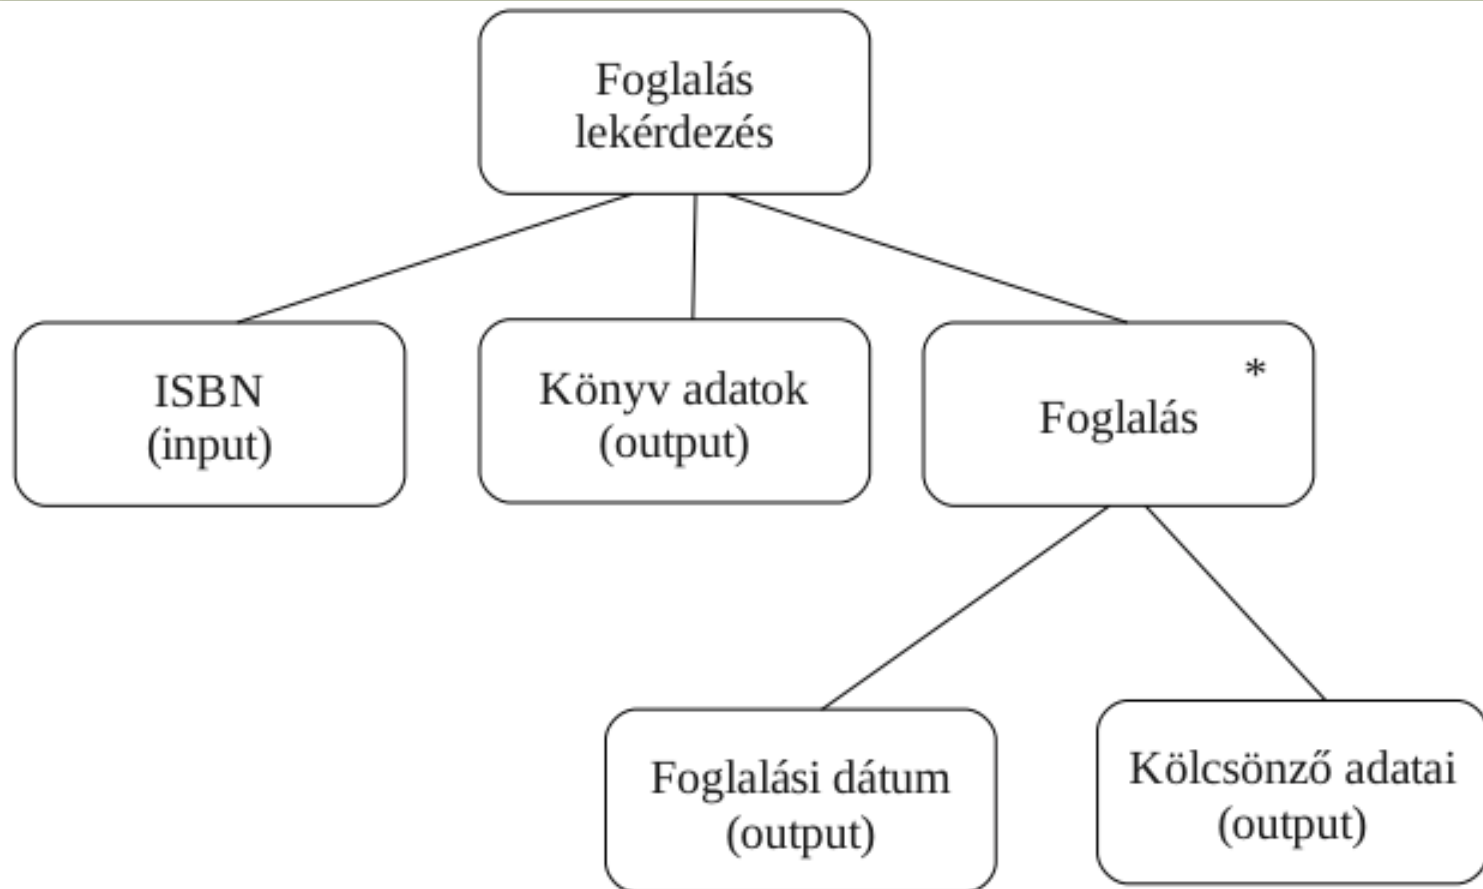 Foglalás
lekérdezés
ISBN
(input)
Könyv adatok
(output)
*
Foglalás
Foglalási dátum
(output)
Kölcsönző adatai
(output)